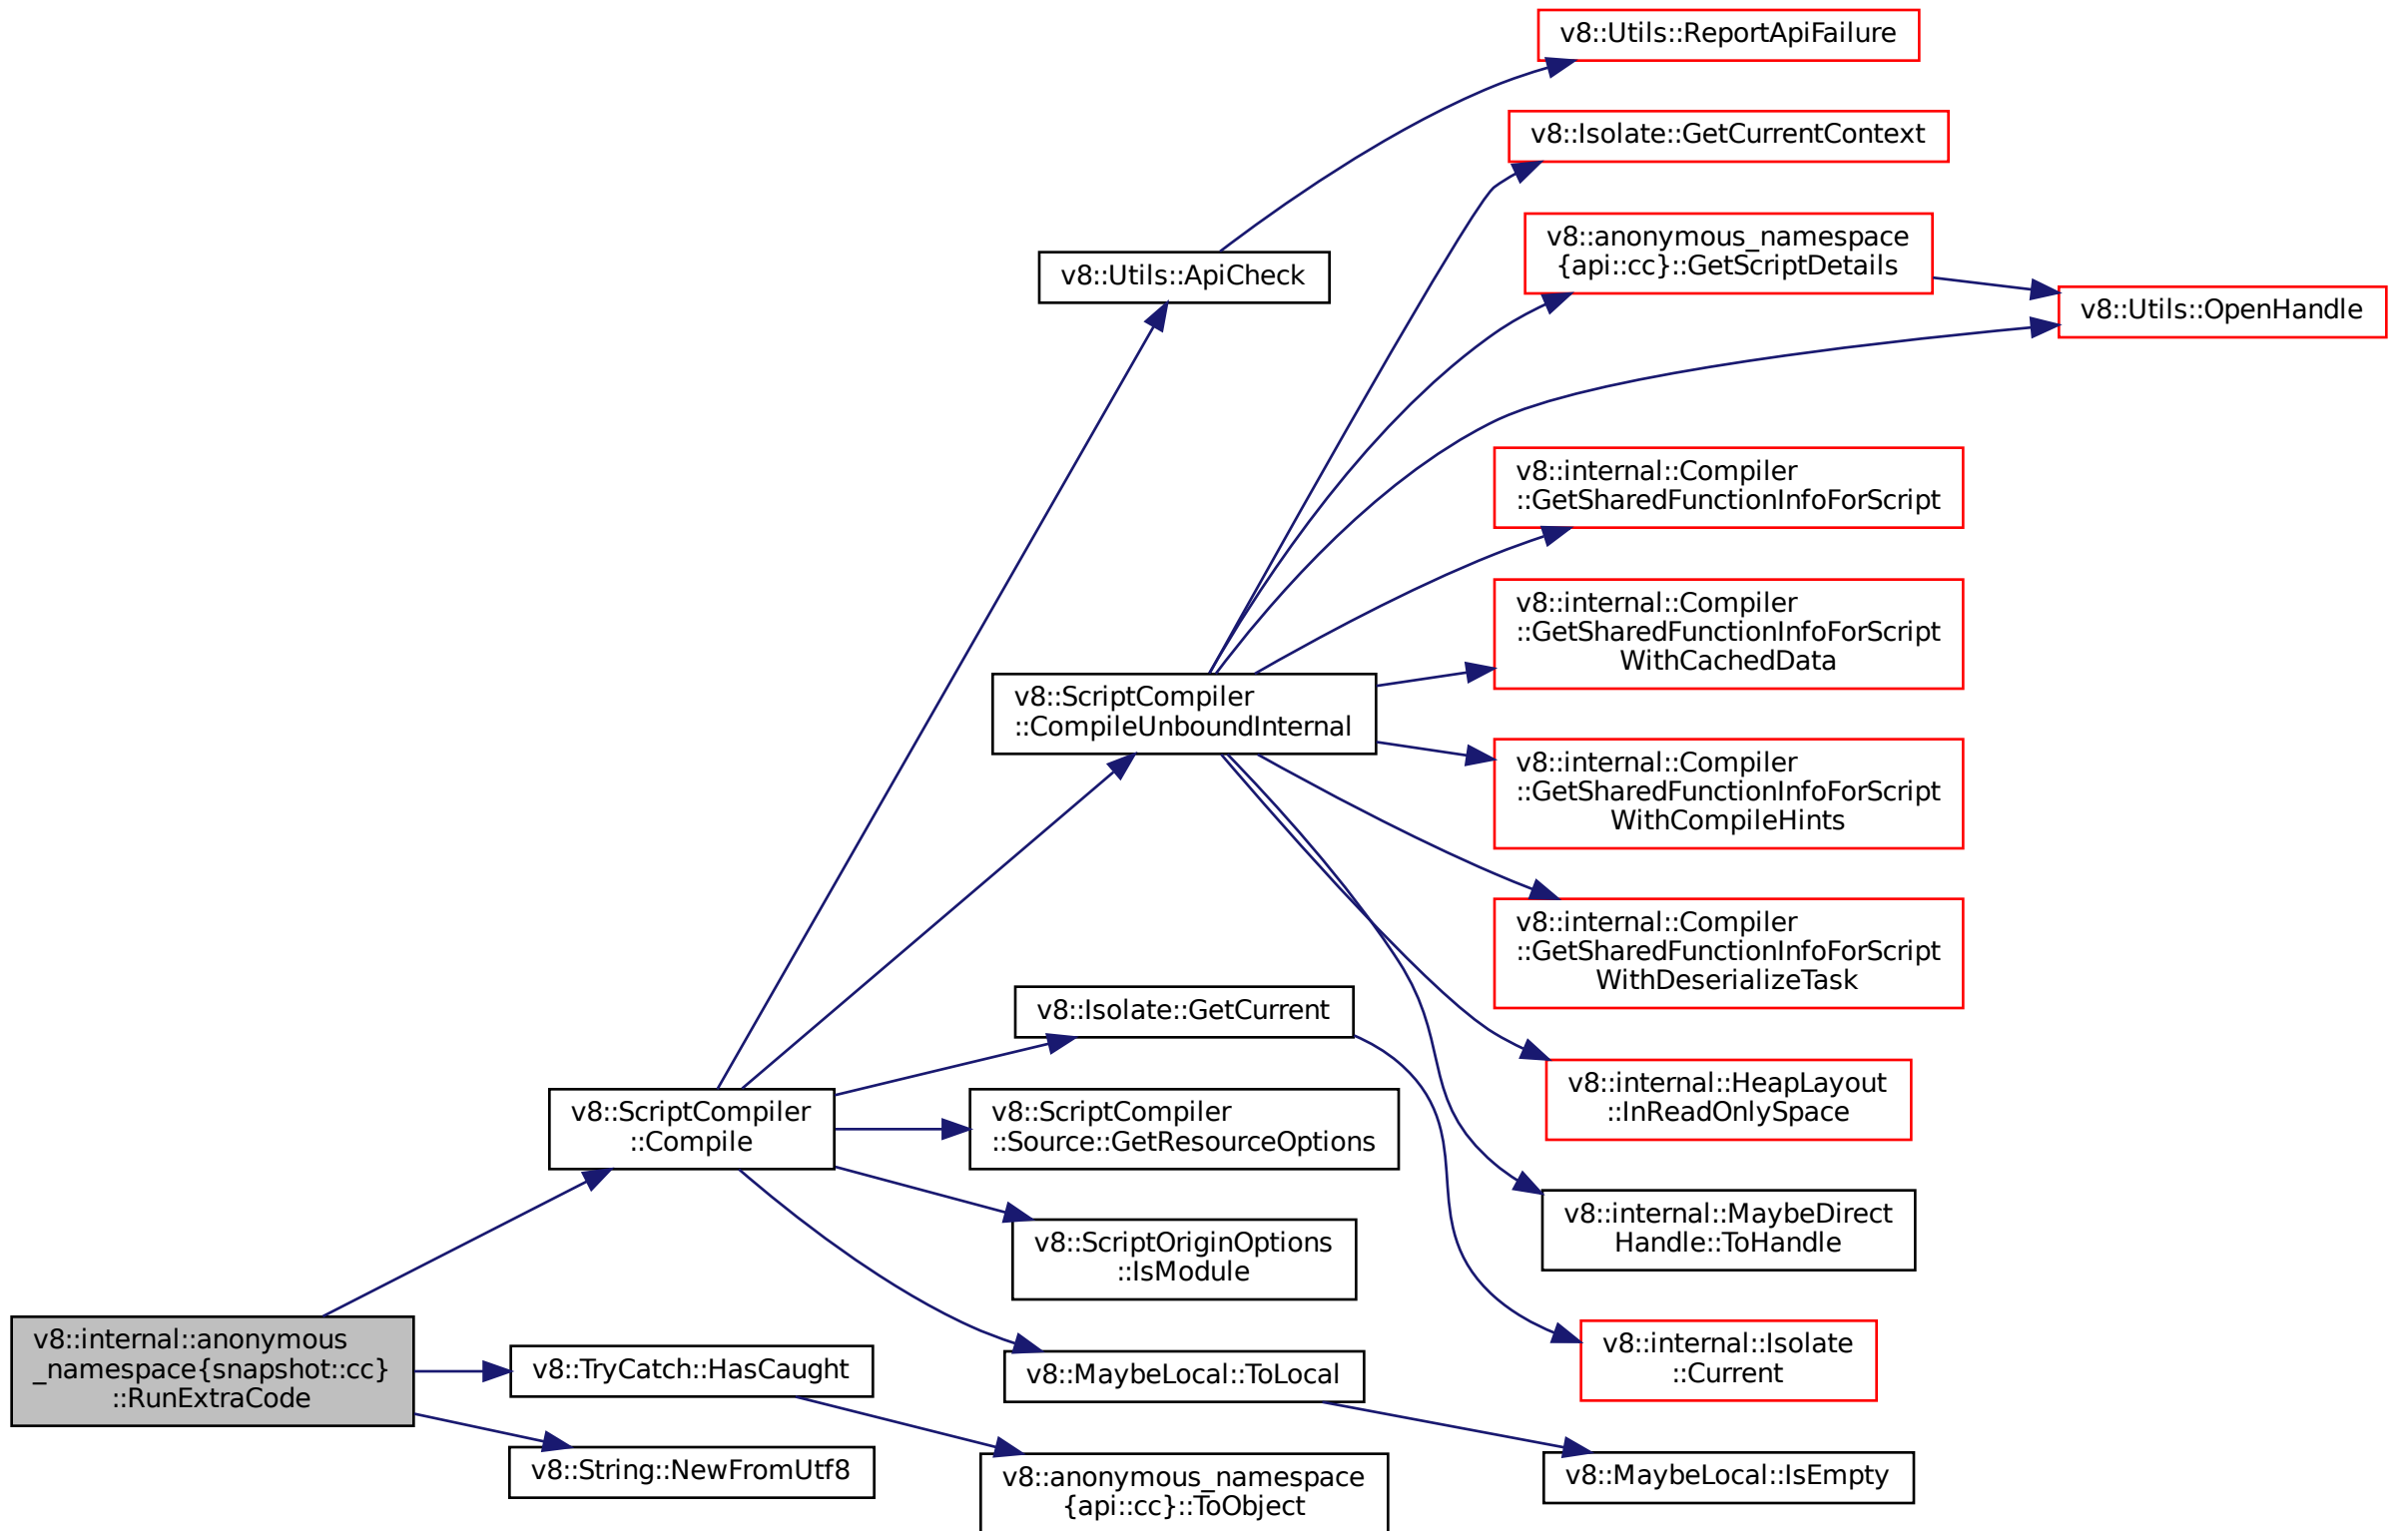 v8::Utils::ReportApiFailure
v8::Isolate::GetCurrentContext
v8::anonymous_namespace
{api::cc}::GetScriptDetails
v8::Utils::ApiCheck
v8::Utils::OpenHandle
v8::internal::Compiler
::GetSharedFunctionInfoForScript
v8::internal::Compiler
::GetSharedFunctionInfoForScript
WithCachedData
v8::ScriptCompiler
::CompileUnboundInternal
v8::internal::Compiler
::GetSharedFunctionInfoForScript
WithCompileHints
v8::internal::Compiler
::GetSharedFunctionInfoForScript
WithDeserializeTask
v8::Isolate::GetCurrent
v8::internal::HeapLayout
::InReadOnlySpace
v8::ScriptCompiler
::Compile
v8::ScriptCompiler
::Source::GetResourceOptions
v8::internal::MaybeDirect
Handle::ToHandle
v8::ScriptOriginOptions
::IsModule
v8::internal::anonymous
_namespace{snapshot::cc}
::RunExtraCode
v8::TryCatch::HasCaught
v8::MaybeLocal::ToLocal
v8::internal::Isolate
::Current
v8::String::NewFromUtf8
v8::anonymous_namespace
{api::cc}::ToObject
v8::MaybeLocal::IsEmpty